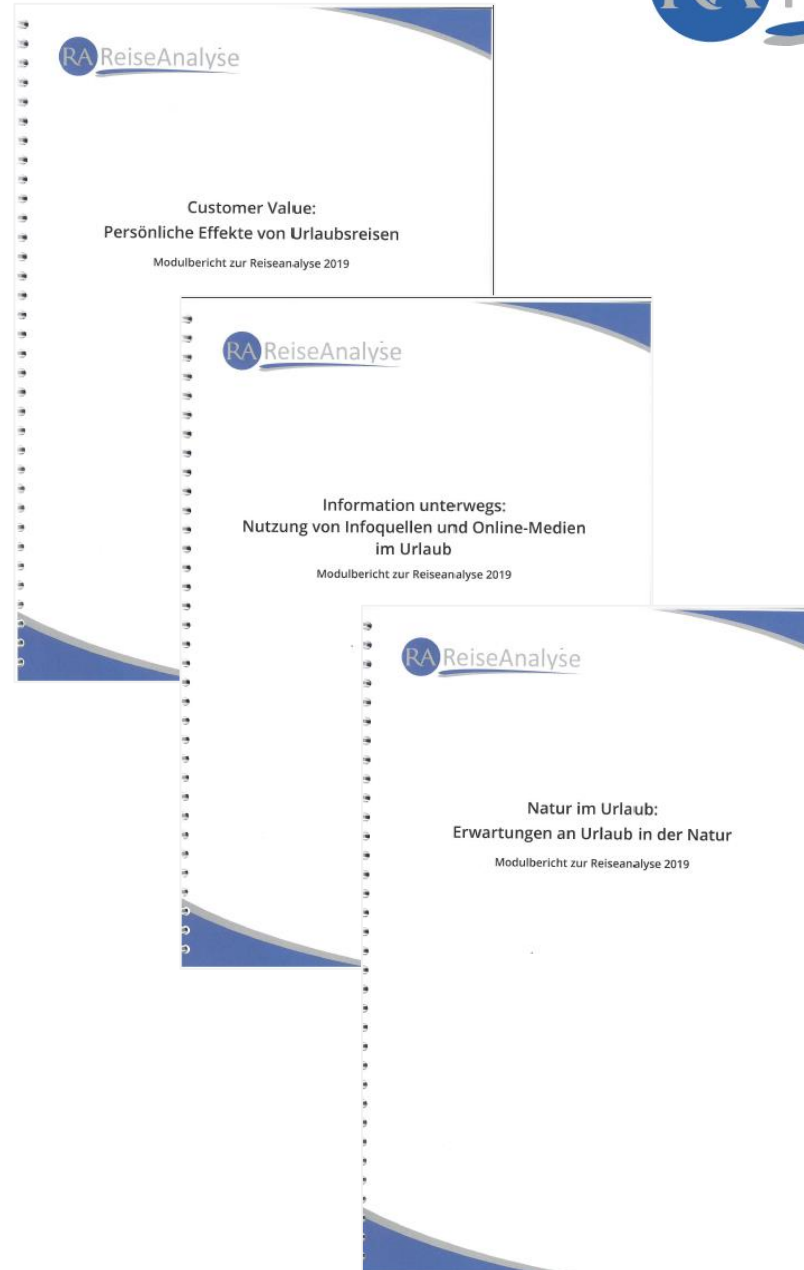 RA ReiseAnalyse
Customer Value:
Persönliche Effekte von Urlaubsreisen
Modulbericht zur Reiseanalyse 2019
RA ReiseAnalyse
Information unterwegs:
Nutzung von Infoquellen und Online-Medien
im Urlaub
Modulbericht zur Reiseanalyse 2019
RA ReiseAnalyse
Natur im Urlaub:
Erwartungen an Urlaub in der Natur
Modulbericht zur Reiseanalyse 2019